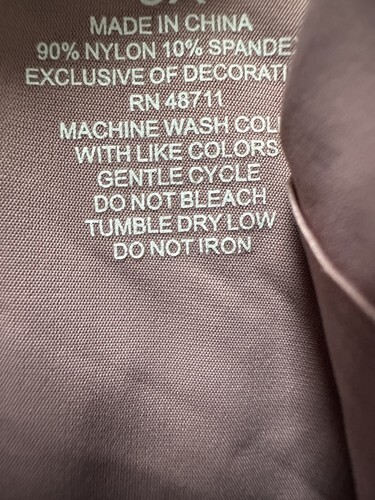 MADE IN CHINA
90% NYLON 10% SPANDE
EXCLUSIVE OF DECORATI
RN 48711
MACHINE WASH COL
WITH LIKE COLORS
GENTLE CYCLE
DO NOT BLEACH
TUMBLE DRY LOW
DO NOT IRON